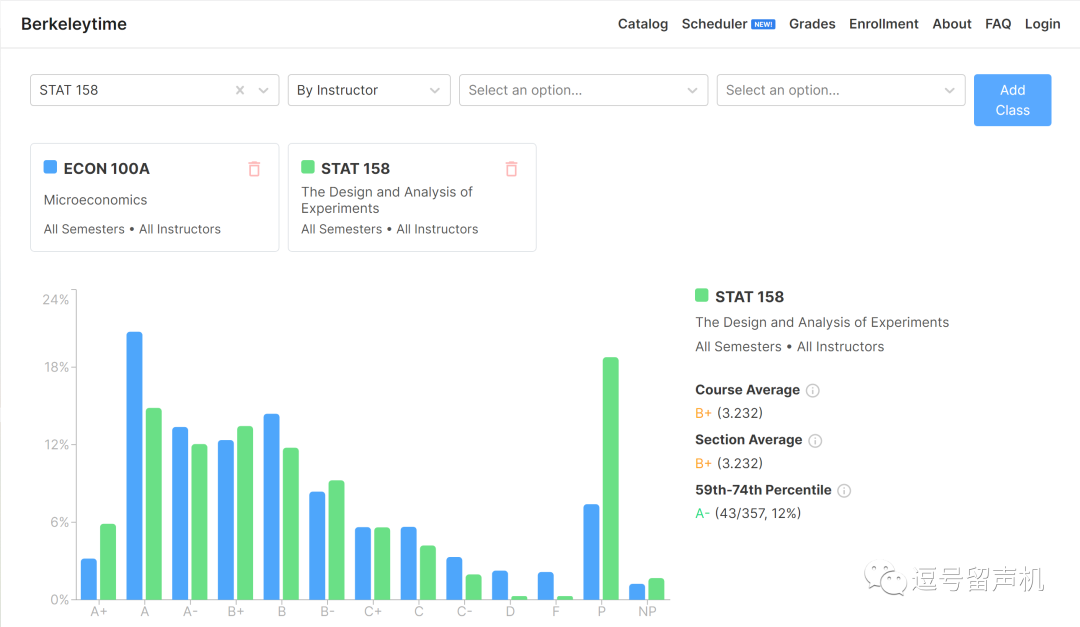 Berkeleytime
Catalog Scheduler NEW! Grades Enrollment About FAQ Login
STAT 158
By Instructor
Select an option...
Select an option...
Add
Class
ECON 100A
Microeconomics
All Semesters • All Instructors
STAT 158
The Design and Analysis of
Experiments
All Semesters • All Instructors
24%
18%
12%
6%
0%
A+ A A- B+ B B- C+ C C- D F P NP
STAT 158
The Design and Analysis of Experiments
All Semesters • All Instructors
Course Average
B+ (3.232)
Section Average
B+ (3.232)
59th-74th Percentile
A- (43/357, 12%)
逗号留声机